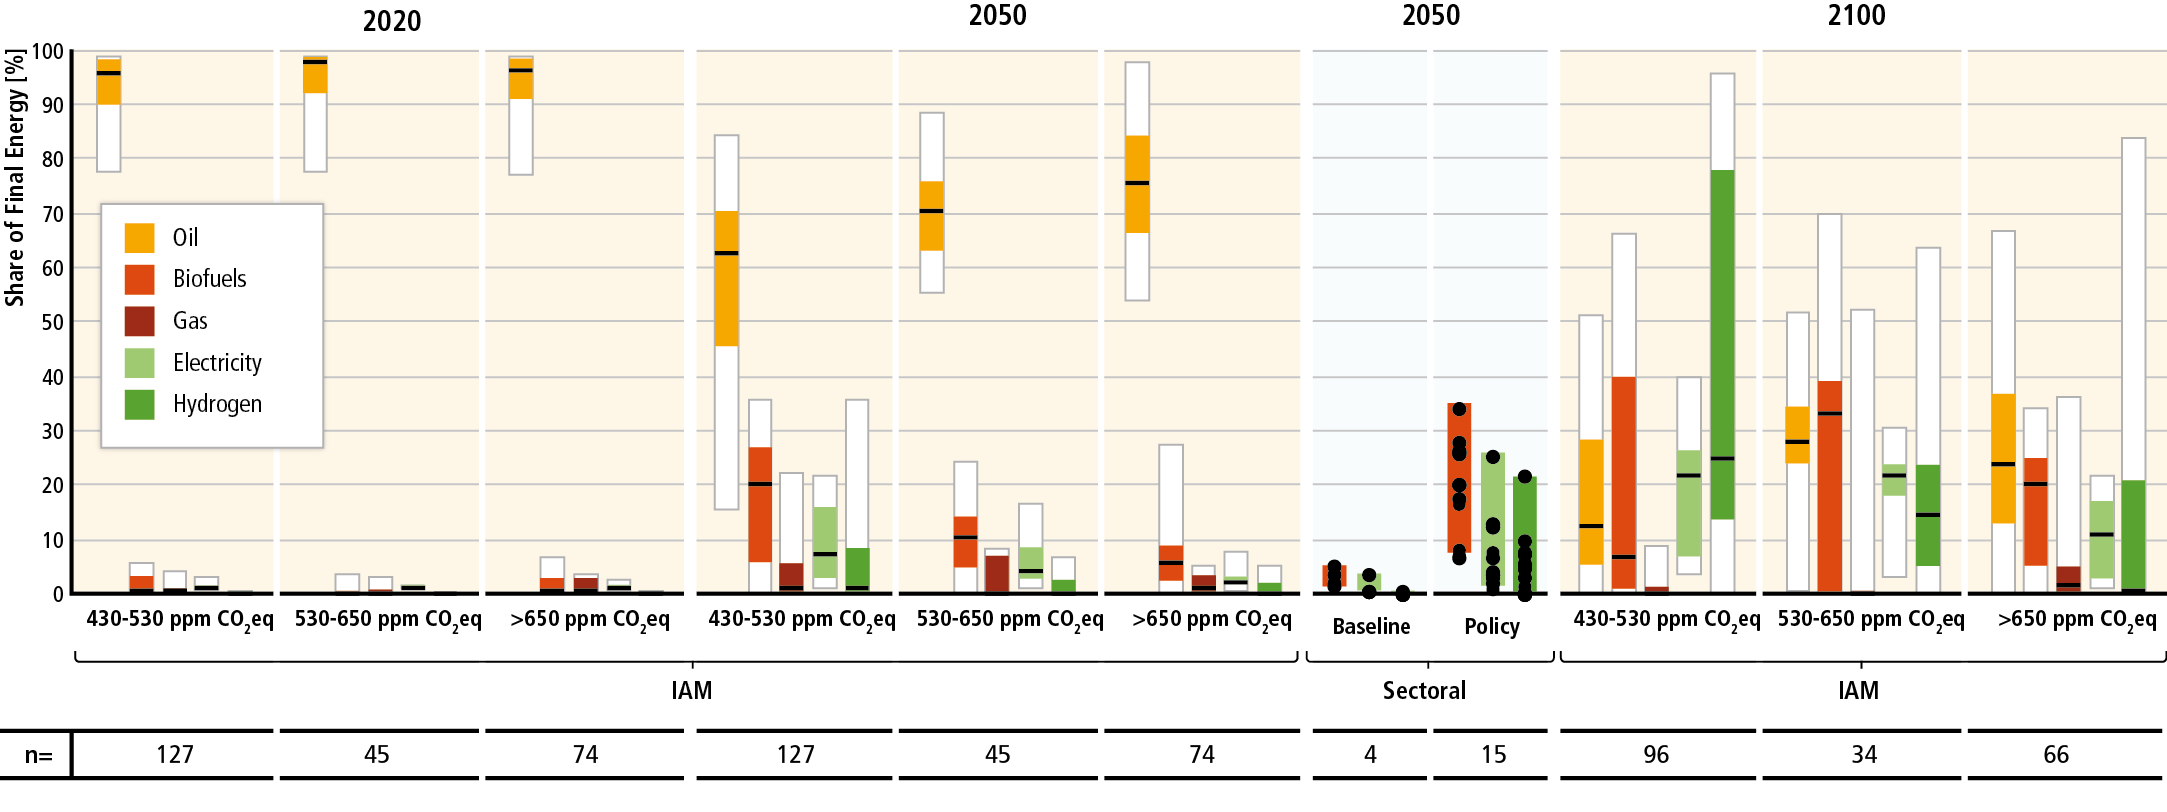 2020 2050 2050 2100
Share of Final Energy [%]
100
90
80
70
60
50
40
30
20
10
0
Oil
Biofuels
Gas
Electricity
Hydrogen
430-530 ppm CO2eq 530-650 ppm CO2eq >650 ppm CO2eq 430-530 ppm CO2eq 530-650 ppm CO2eq >650 ppm CO2eq Baseline Policy 430-530 ppm CO2eq 530-650 ppm CO2eq >650 ppm CO2eq
IAM Sectoral IAM
n= 127 45 74 127 45 74 4 15 96 34 66